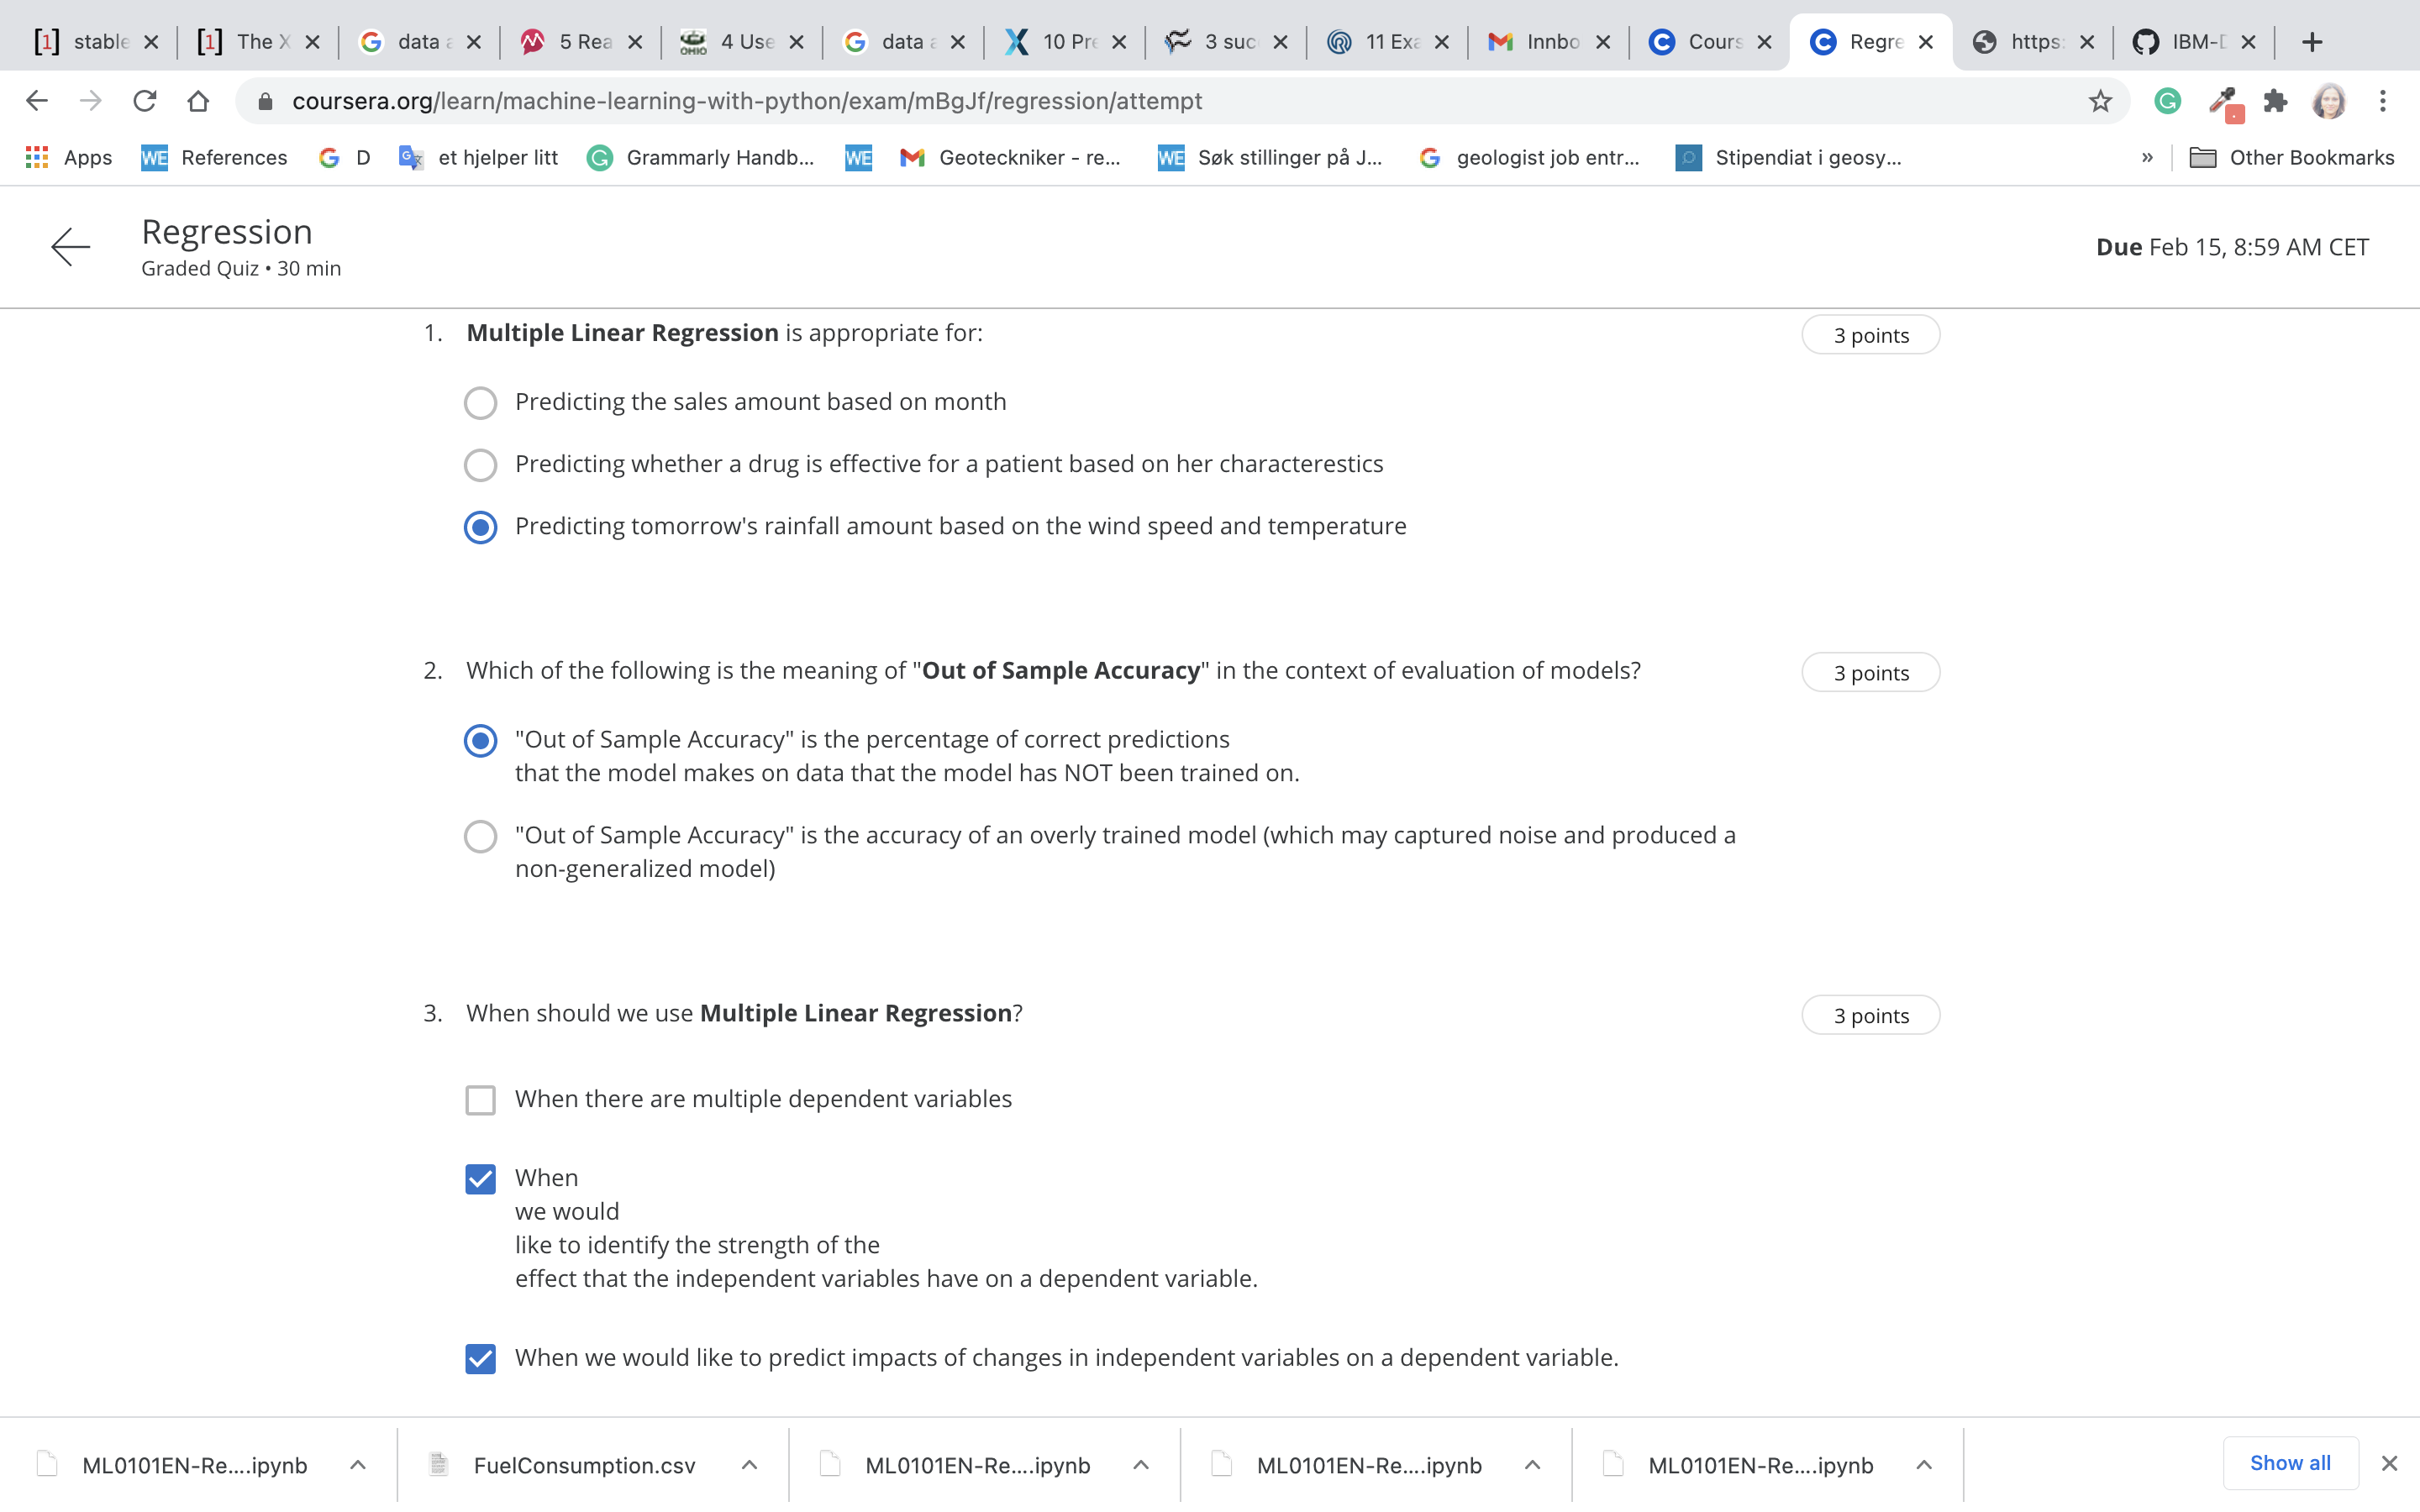 [1] stable
[1] The X
data a
5 Rea
OHIO 4 Use
data a
10 Pre
3 suc
11 Exa
Innbo
Cours
Regre
https:
IBM-D
coursera.org/learn/machine-learning-with-python/exam/mBgJf/regression/attempt
Apps
WE References
D
et hjelper litt
Grammarly Handb...
WE
Geoteckniker - re...
WE Søk stillinger på J...
geologist job entr...
Stipendiat i geosy...
»
Other Bookmarks
Regression
Graded Quiz • 30 min
Due Feb 15, 8:59 AM CET
1. Multiple Linear Regression is appropriate for:
3 points
Predicting the sales amount based on month
Predicting whether a drug is effective for a patient based on her characterestics
Predicting tomorrow's rainfall amount based on the wind speed and temperature
2. Which of the following is the meaning of "Out of Sample Accuracy" in the context of evaluation of models?
3 points
"Out of Sample Accuracy" is the percentage of correct predictions
that the model makes on data that the model has NOT been trained on.
"Out of Sample Accuracy" is the accuracy of an overly trained model (which may captured noise and produced a
non-generalized model)
3. When should we use Multiple Linear Regression?
3 points
When there are multiple dependent variables
When
we would
like to identify the strength of the
effect that the independent variables have on a dependent variable.
When we would like to predict impacts of changes in independent variables on a dependent variable.
ML0101EN-Re....ipynb
FuelConsumption.csv
ML0101EN-Re....ipynb
ML0101EN-Re....ipynb
ML0101EN-Re....ipynb
Show all